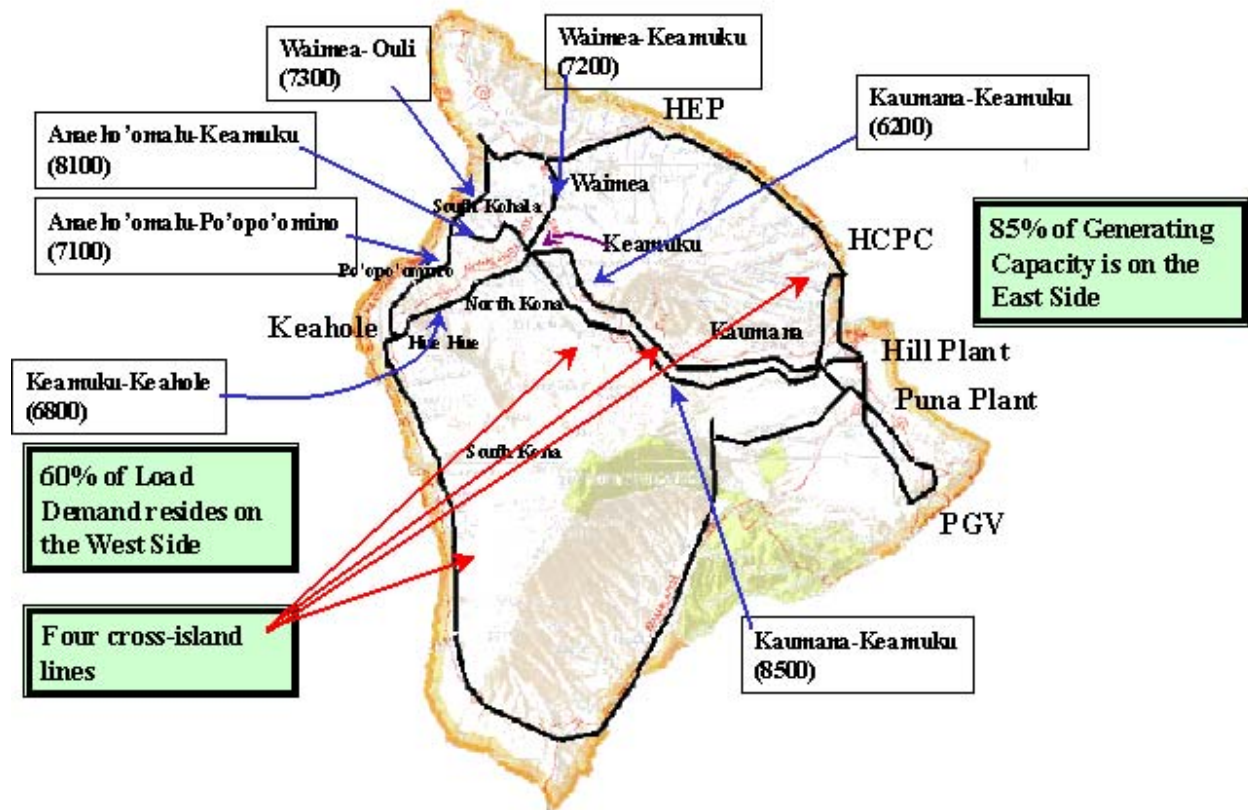 Waimea- Ouli
(7300)
Waimea-Keamuku
(7200)
HEP
Kaumana-Keamuku
(6200)
Anaeho'omalu-Keamuku
(8100)
Anaeho'omalu-Po'opo'omino
(7100)
Waimea
South Kohala
Keamuku
HCPC
85% of Generating
Capacity is on the
East Side
Po'opo'omino
North Kona
Keahole
Hue Hue
Kaumana
Hill Plant
Puna Plant
Keamuku-Keahole
(6800)
South Kona
60% of Load
Demand resides on
the West Side
PGV
Four cross-island
lines
Kaumana-Keamuku
(8500)